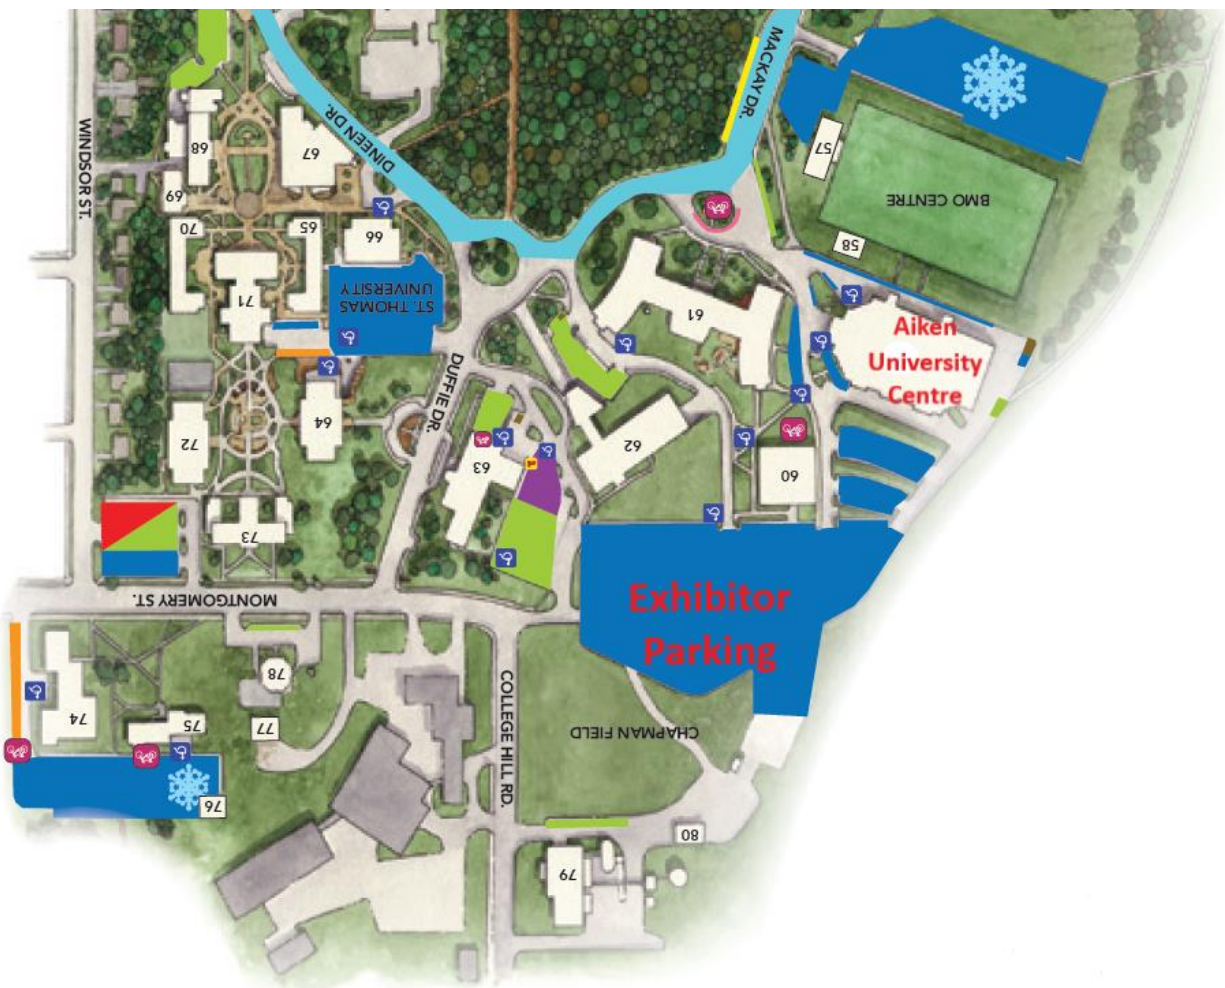 WINDSOR ST.
DINEEN DR.
MACKAY DR.
67
68
69
70
65
66
71
ST. THOMAS
UNIVERSITY
57
BMO CENTRE
58
61
Aiken
University
Centre
DUFFIE DR.
64
72
62
63
60
73
MONTGOMERY ST.
Exhibitor
Parking
74
75
76
77
78
COLLEGE HILL RD.
CHAPMAN FIELD
79
80